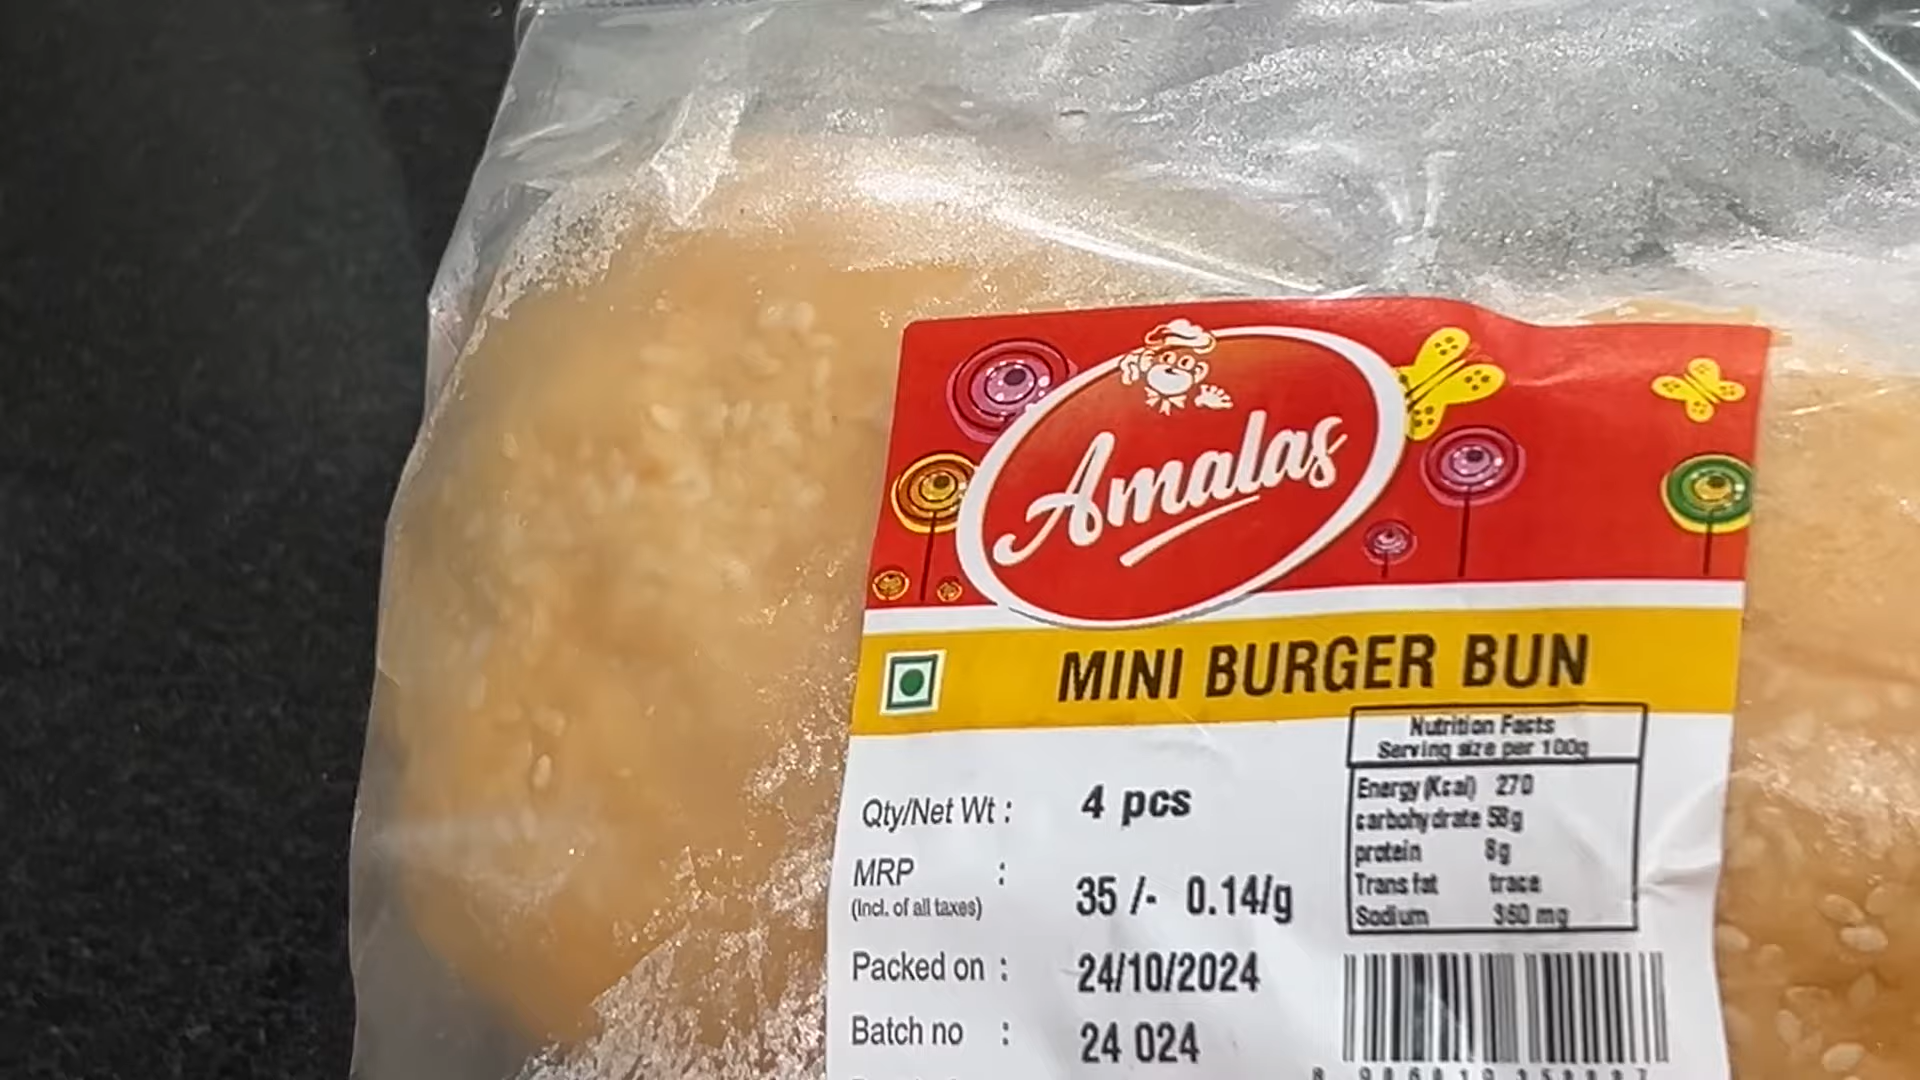 Amalas
MINI BURGER BUN
Nutrition Facts
Serving size per 100g
Energy (Kcal) 270
carbohydrate 58g
protein 8g
Trans fat trace
Sodium 360 mg
Qty/Net Wt : 4 pcs
MRP : 35 /- 0.14/g
(Incl. of all taxes)
Packed on : 24/10/2024
Batch no : 24 024